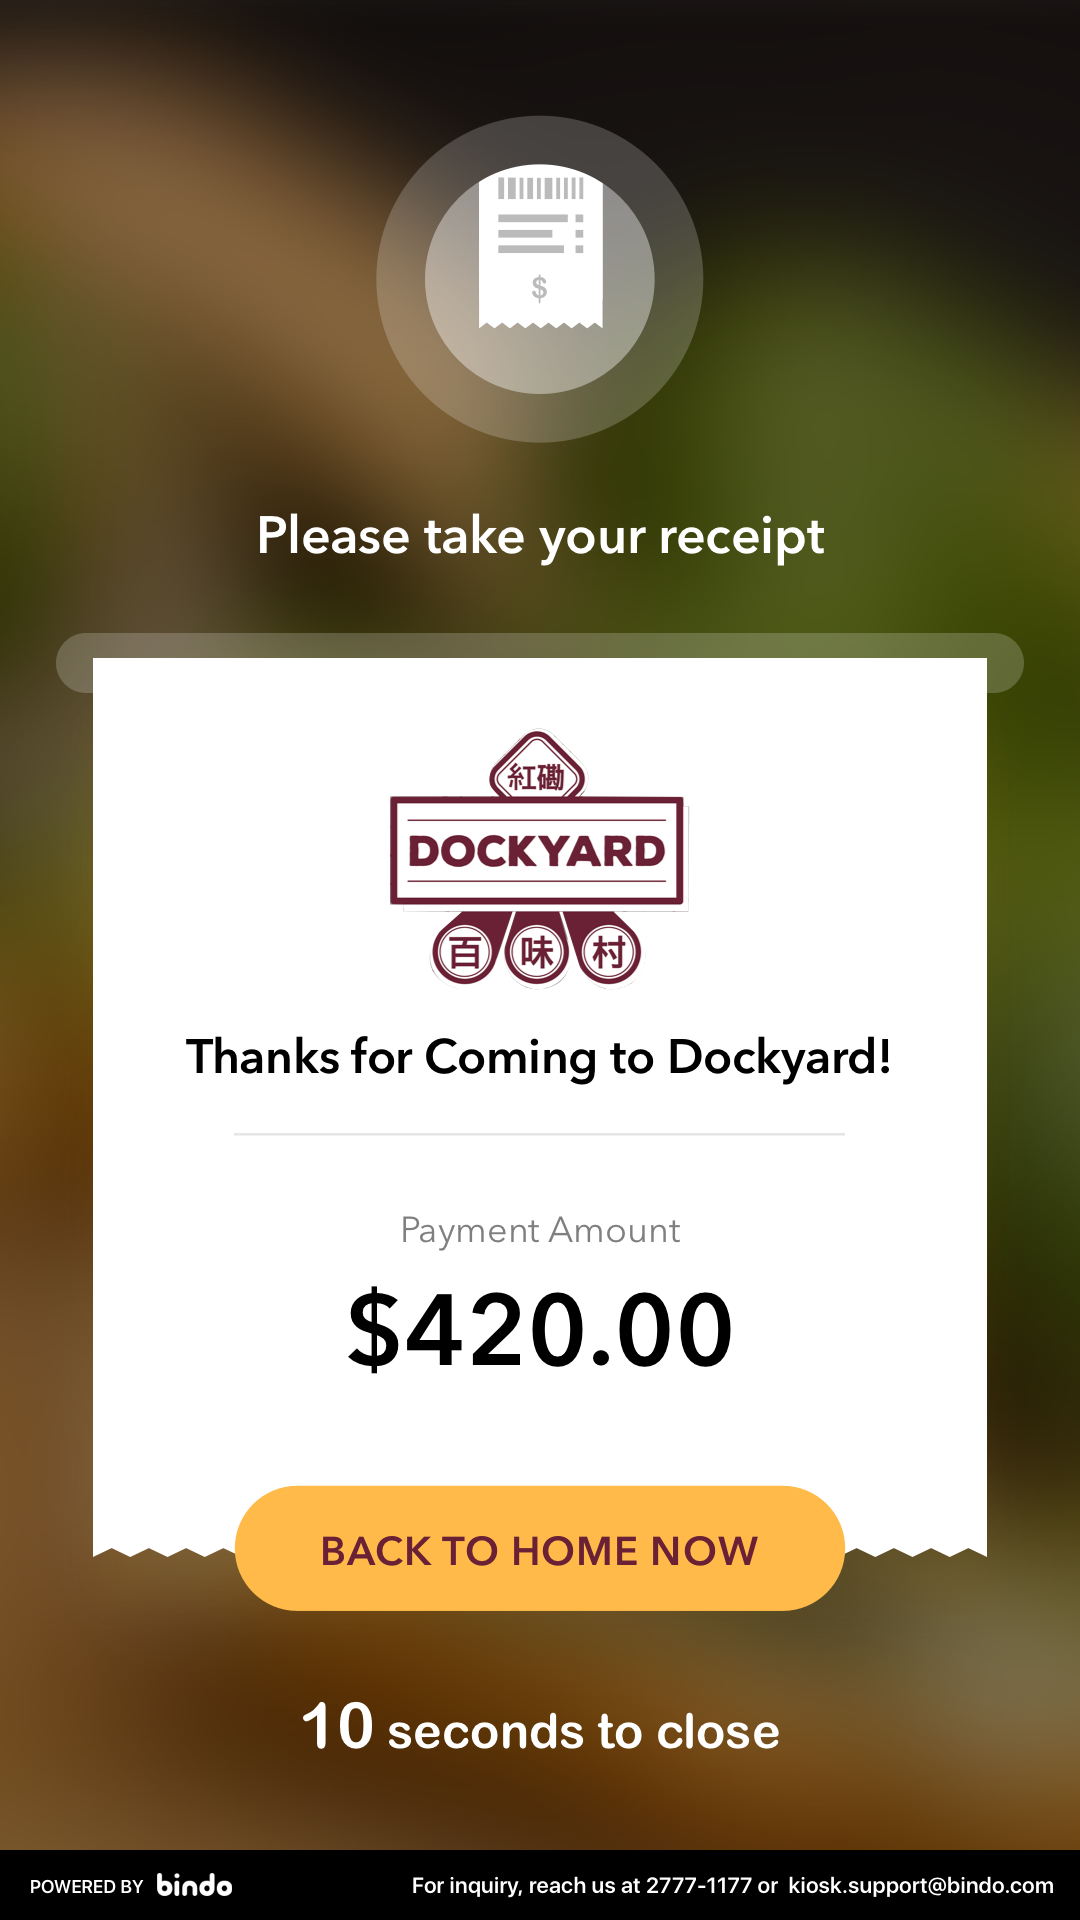 $
Please take your receipt
紅磡
DOCKYARD
百味村
Thanks for Coming to Dockyard!
Payment Amount
$420.00
BACK TO HOME NOW
10 seconds to close
POWERED BY bindo
For inquiry, reach us at 2777-1177 or kiosk.support@bindo.com